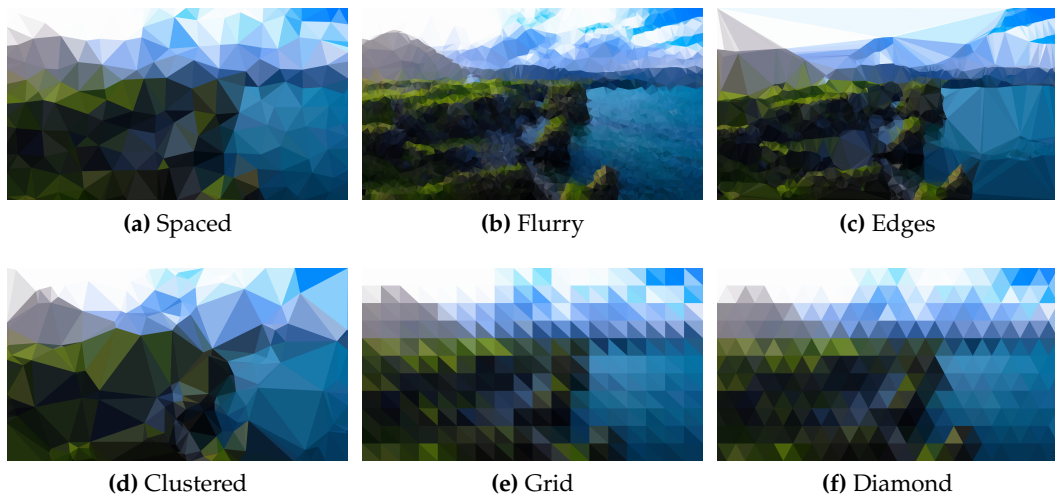 (a) Spaced
(b) Flurry
(c) Edges
(d) Clustered
(e) Grid
(f) Diamond